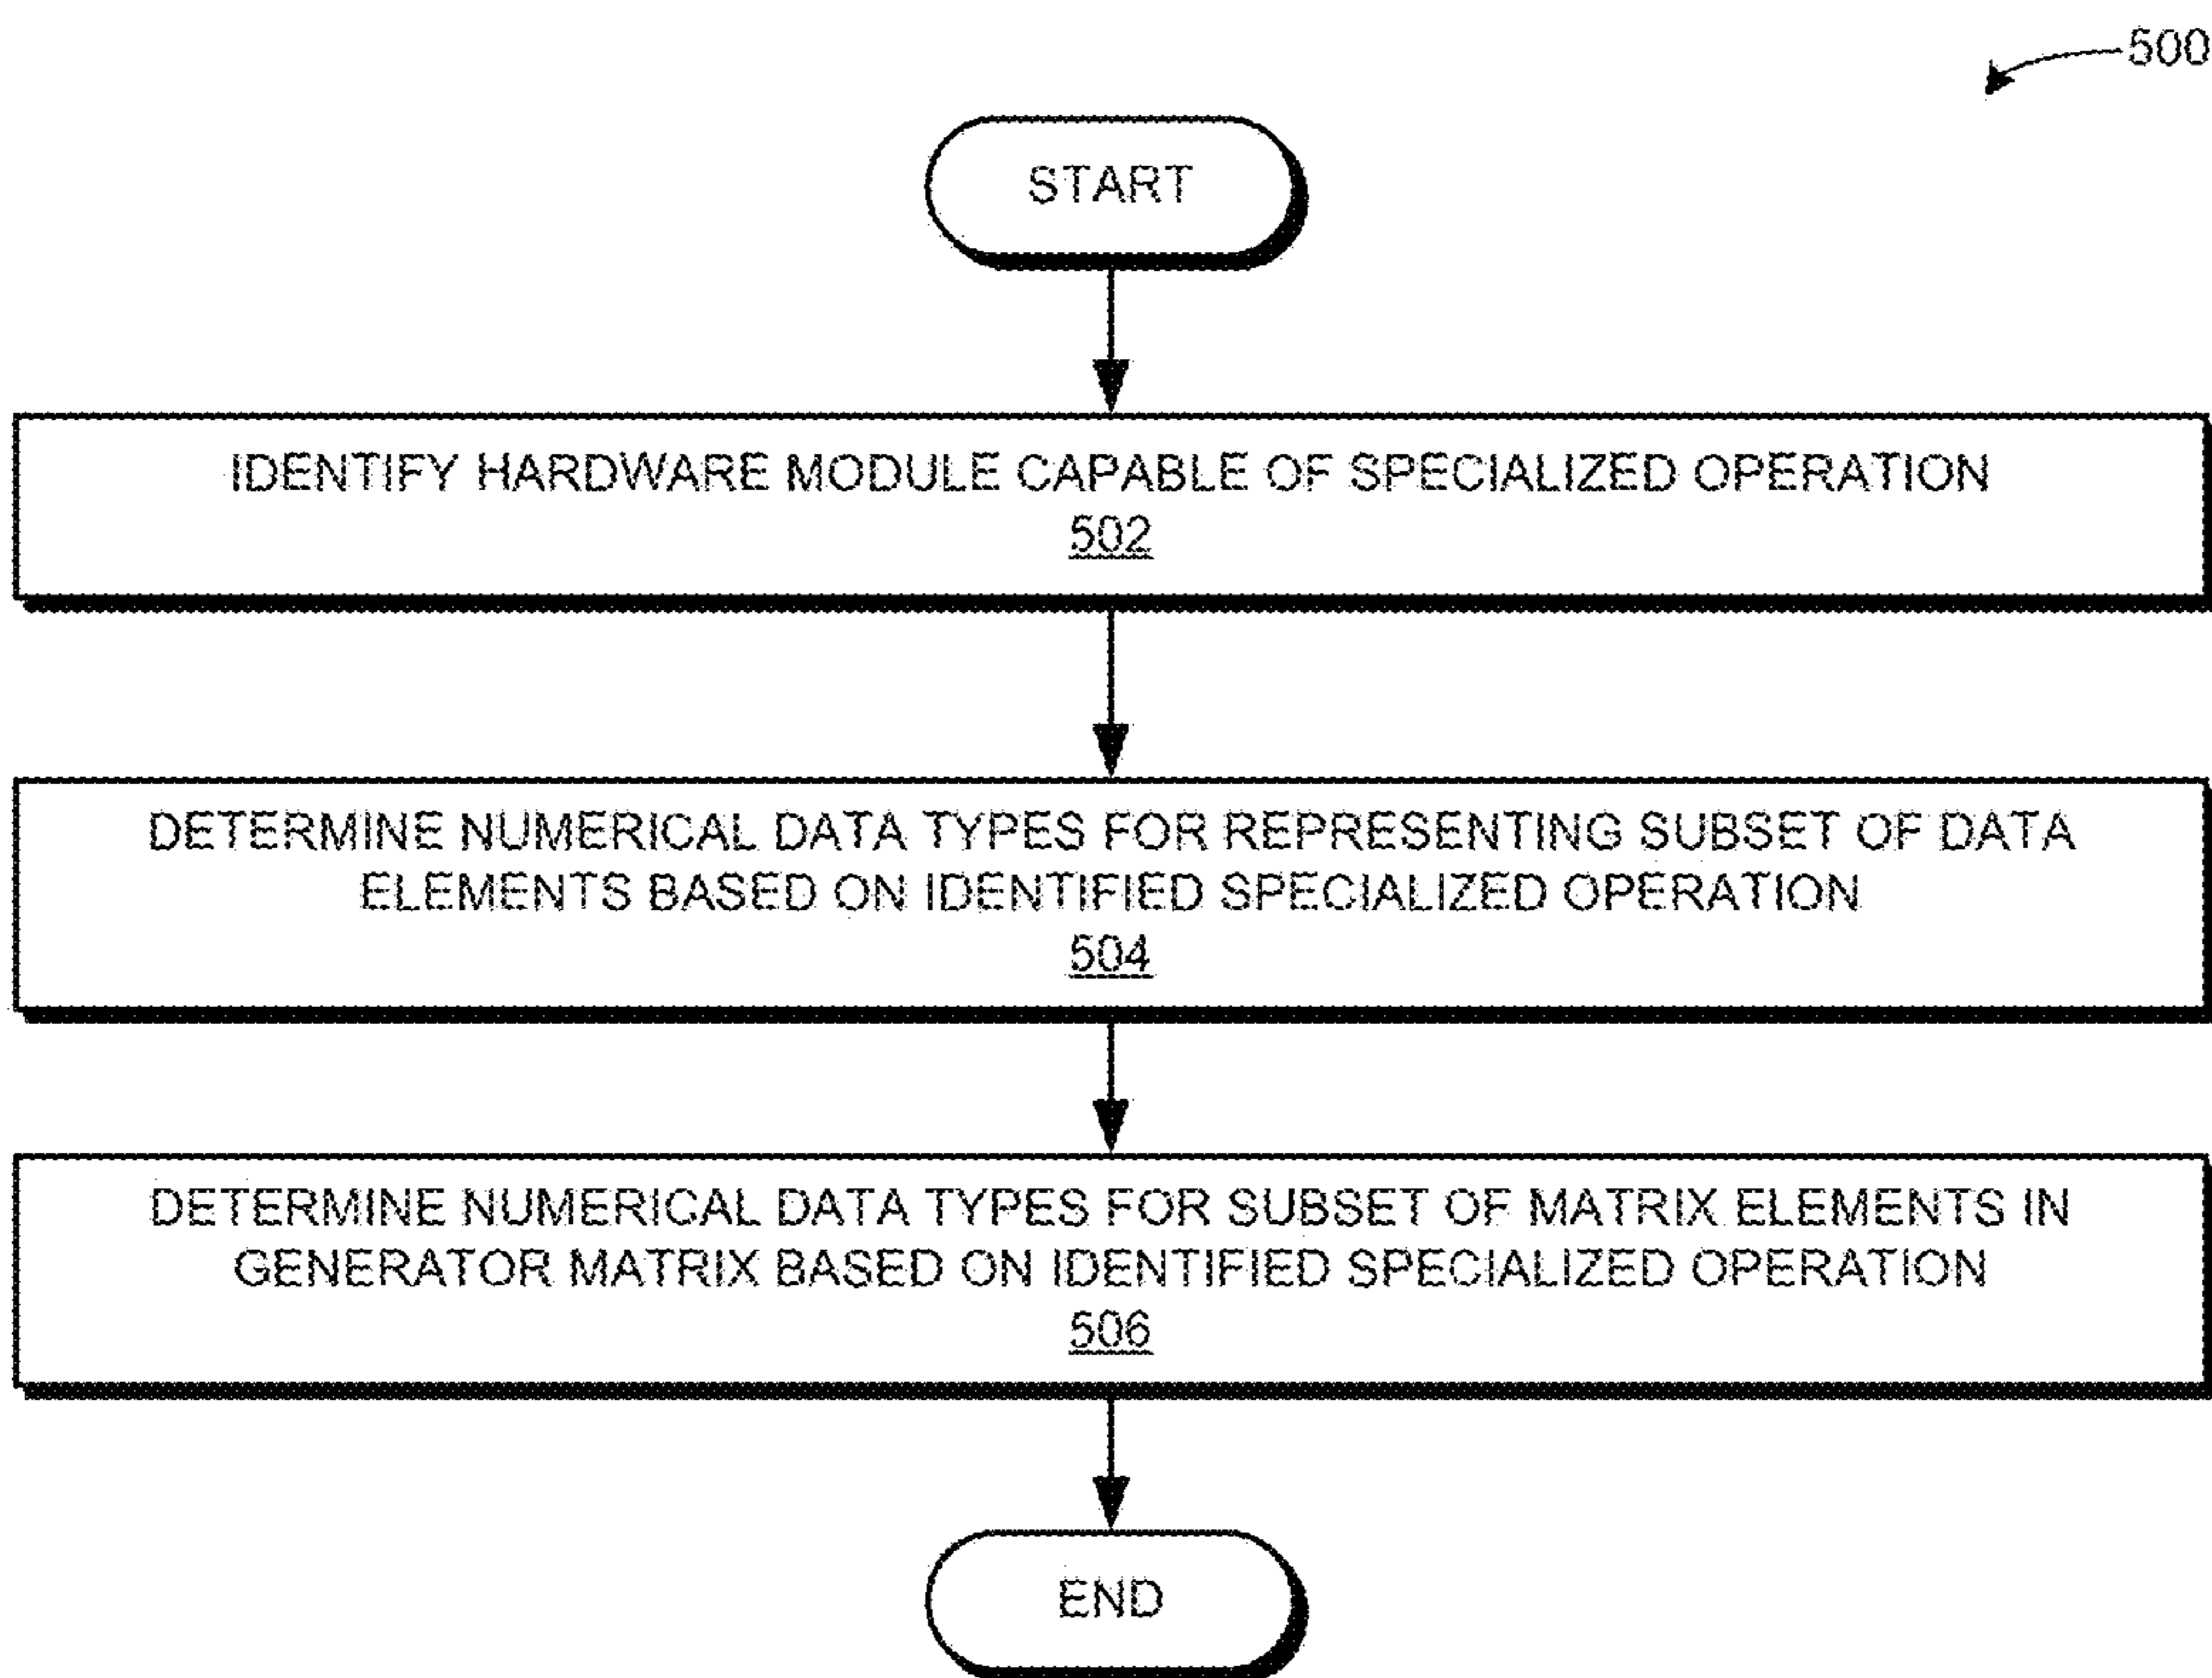 500
START
IDENTIFY HARDWARE MODULE CAPABLE OF SPECIALIZED OPERATION
502
DETERMINE NUMERICAL DATA TYPES FOR REPRESENTING SUBSET OF DATA
ELEMENTS BASED ON IDENTIFIED SPECIALIZED OPERATION
504
DETERMINE NUMERICAL DATA TYPES FOR SUBSET OF MATRIX ELEMENTS IN
GENERATOR MATRIX BASED ON IDENTIFIED SPECIALIZED OPERATION
506
END